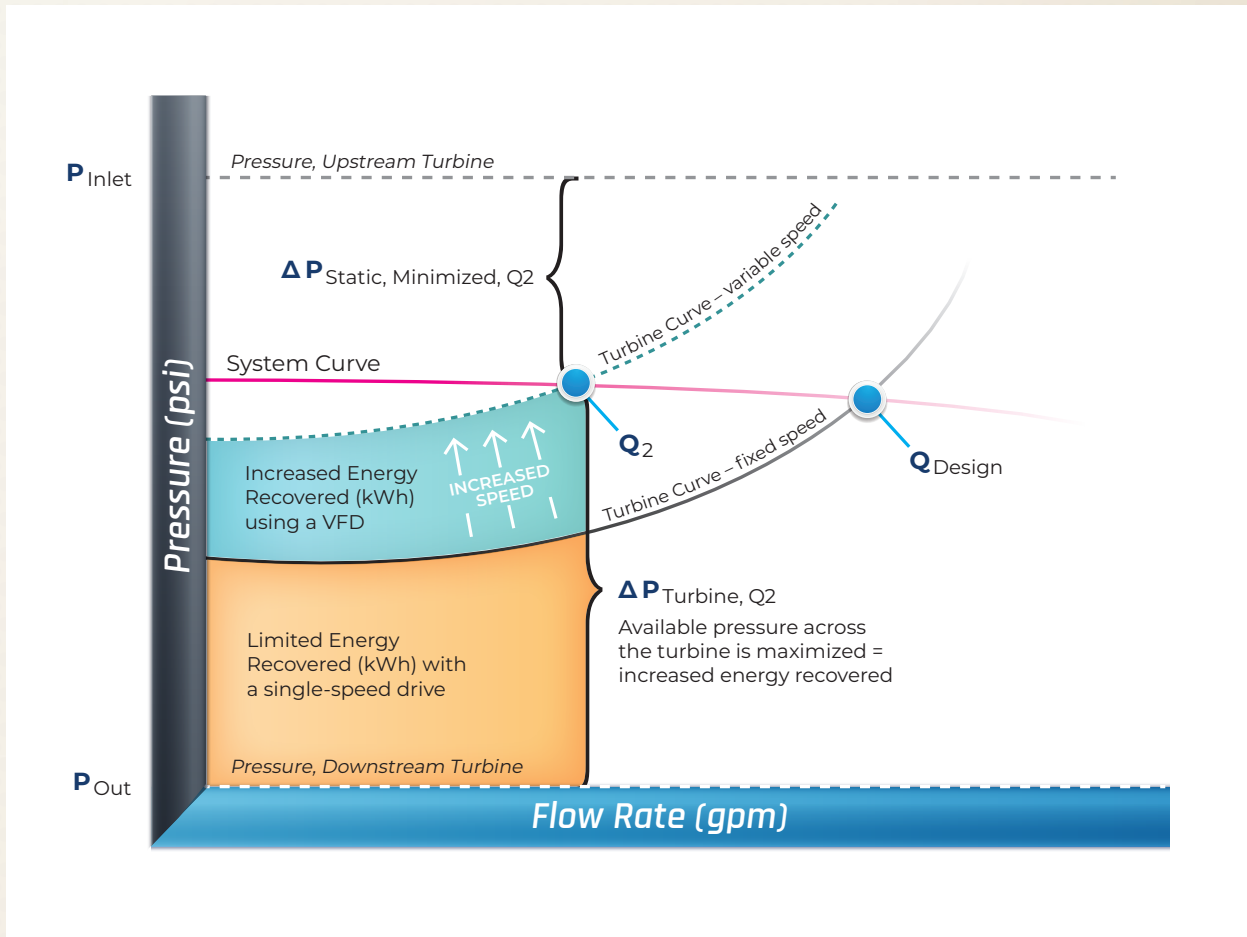 Pressure, Upstream Turbine
P Inlet
Δ P Static, Minimized, Q2
Turbine Curve – variable speed
System Curve
Pressure (psi)
Q2
Turbine Curve – fixed speed
Q Design
Increased Energy
Recovered (kWh)
using a VFD
INCREASED
SPEED
Δ P Turbine, Q2
Available pressure across
the turbine is maximized =
increased energy recovered
Limited Energy
Recovered (kWh) with
a single-speed drive
Pressure, Downstream Turbine
P Out
Flow Rate (gpm)